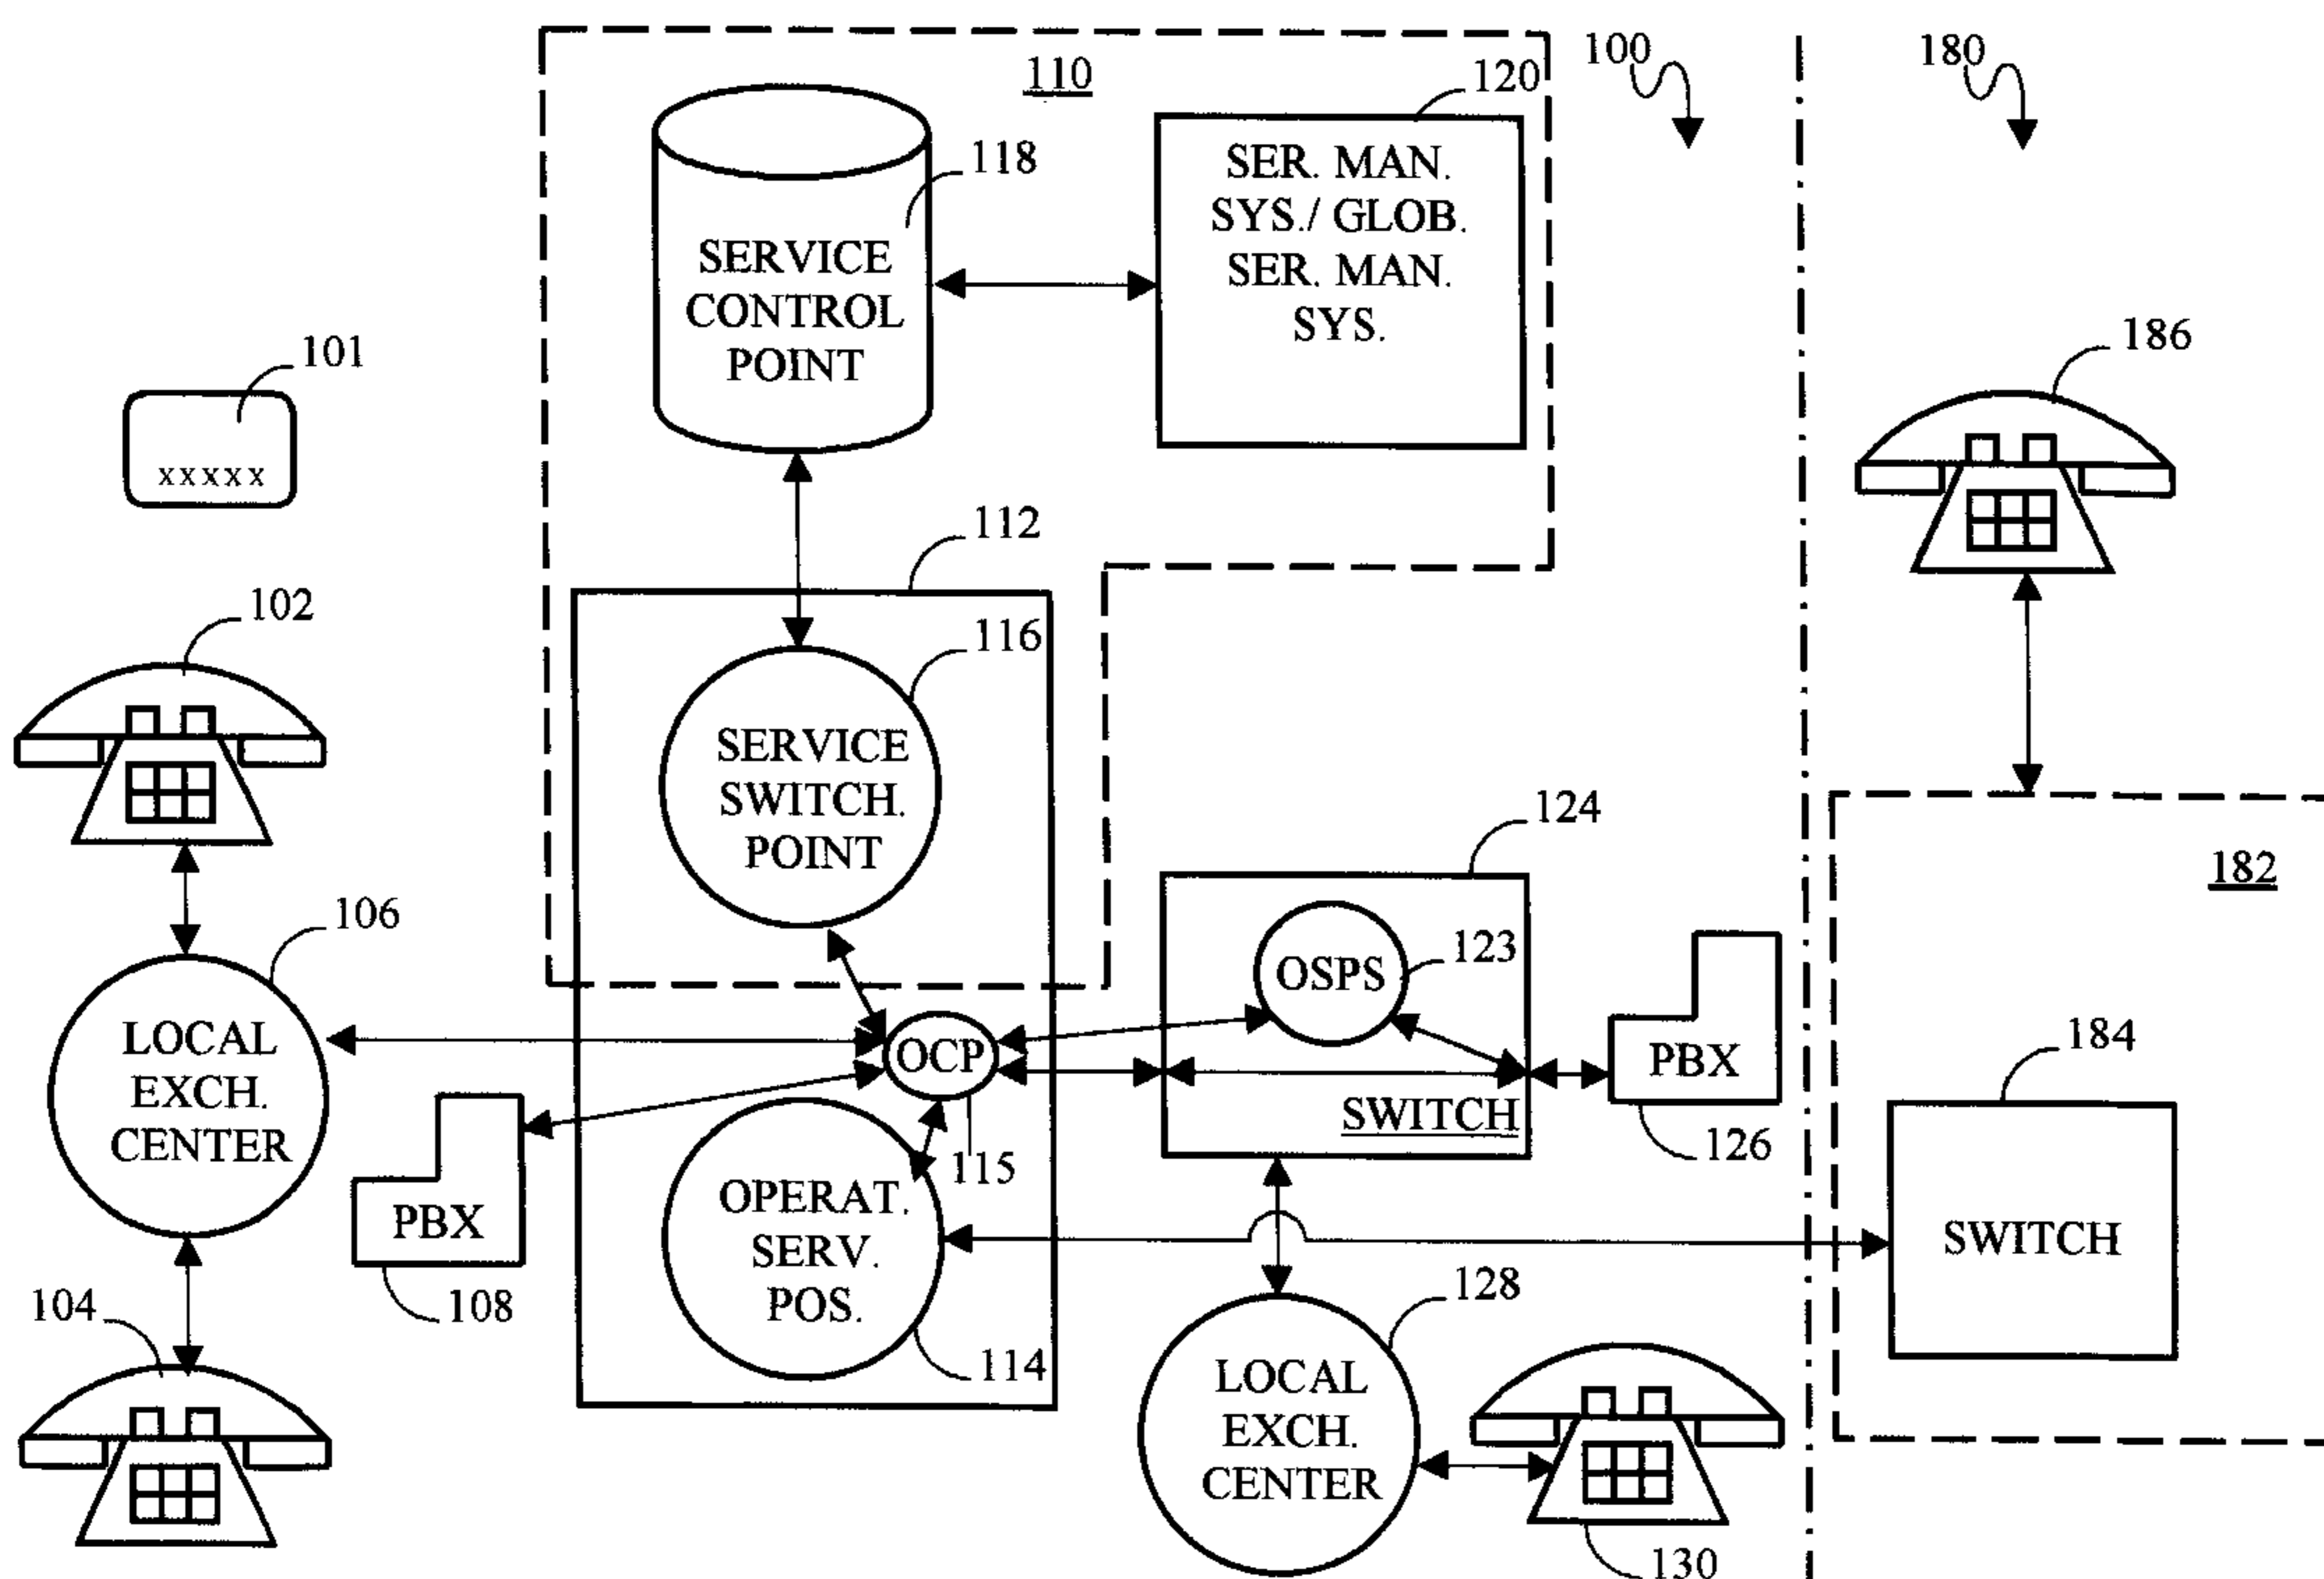 110
100
180
120
118
SER. MAN.
SYS./ GLOB.
SER. MAN.
SYS.
SERVICE
CONTROL
POINT
101
xxxxx
186
112
102
116
SERVICE
SWITCH.
POINT
124
182
106
OSPS
123
LOCAL
EXCH.
CENTER
OCP
PBX
184
SWITCH
126
115
PBX
OPERAT.
SERV.
POS.
SWITCH
108
104
128
114
LOCAL
EXCH.
CENTER
130